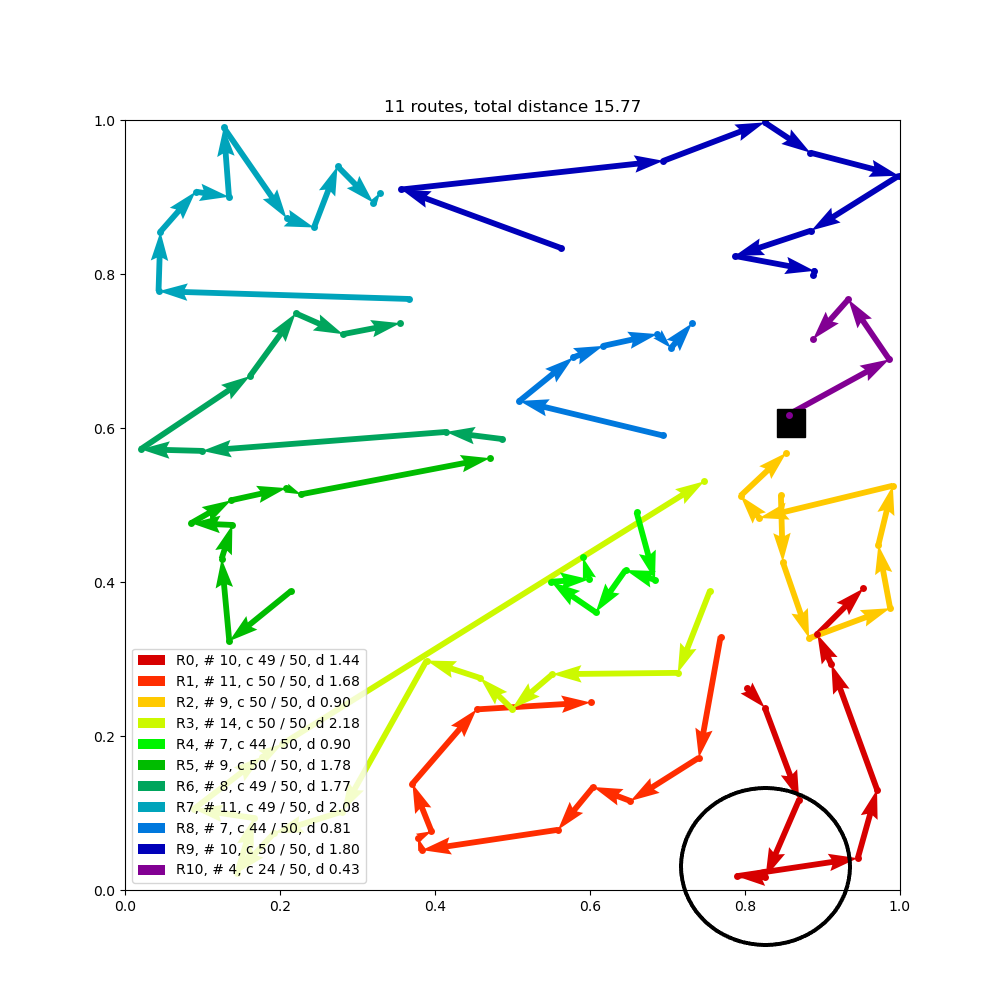 11 routes, total distance 15.77
1.0
0.8
0.6
0.4
0.2
0.0
R0, # 10, c 49 / 50, d 1.44
R1, # 11, c 50 / 50, d 1.68
R2, # 9, c 50 / 50, d 0.90
R3, # 14, c 50 / 50, d 2.18
R4, # 7, c 44 / 50, d 0.90
R5, # 9, c 50 / 50, d 1.78
R6, # 8, c 49 / 50, d 1.77
R7, # 11, c 49 / 50, d 2.08
R8, # 7, c 44 / 50, d 0.81
R9, # 10, c 50 / 50, d 1.80
R10, # 4, c 24 / 50, d 0.43
0.0 0.2 0.4 0.6 0.8 1.0